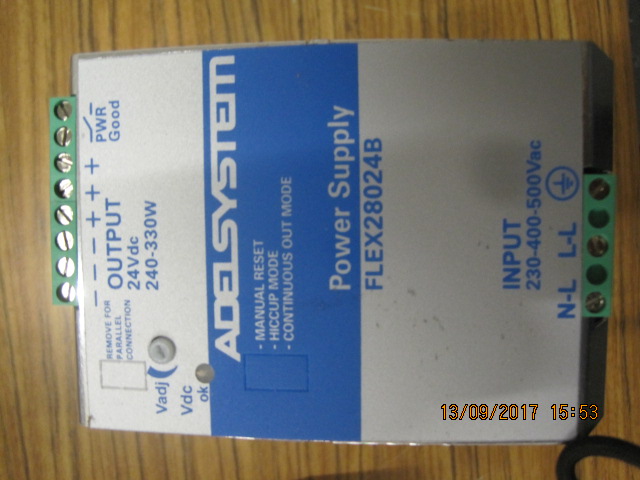 PWR
Good
- - - + + +
OUTPUT
24Vdc
240-330W
REMOVE FOR
PARALLEL
CONNECTION
Vadj
Vdc
ok
ADELSYSTEM
- MANUAL RESET
- HICCUP MODE
- CONTINUOUS OUT MODE
Power Supply
FLEX28024B
INPUT
230-400-500Vac
N-L L-L
13/09/2017 15:53